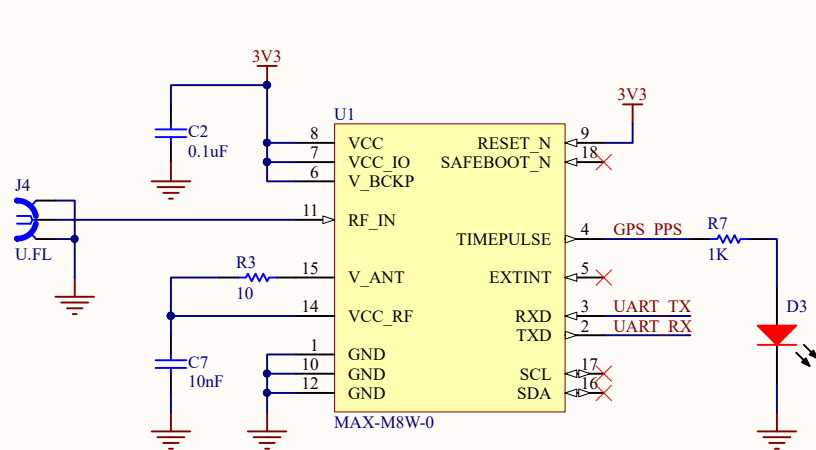 3V3
C2
0.1uF
J4
U.FL
R3
10
C7
10nF
U1
8 VCC
7 VCC_IO
6 V_BCKP
11 RF_IN
15 V_ANT
14 VCC_RF
1 GND
10 GND
12 GND
MAX-M8W-0
RESET_N 9
3V3
SAFEBOOT_N 18
TIMEPULSE 4 GPS_PPS
R7
1K
EXTINT 5
RXD 3 UART_TX
TXD 2 UART_RX
SCL 17
SDA 16
D3